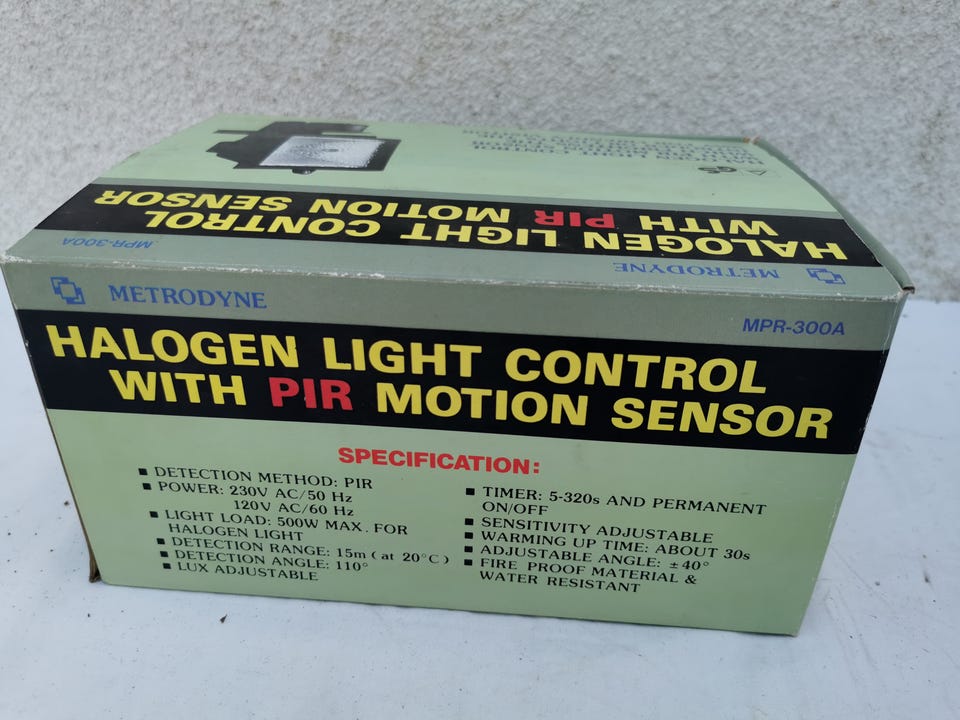 HALOGEN LIGHT CONTROL
WITH PIR MOTION SENSOR
METRODYNE
MPR-300A
METRODYNE
MPR-300A
HALOGEN LIGHT CONTROL
WITH PIR MOTION SENSOR
SPECIFICATION:
■ DETECTION METHOD: PIR
■ POWER: 230V AC/50 Hz
120V AC/60 Hz
■ LIGHT LOAD: 500W MAX. FOR
HALOGEN LIGHT
■ DETECTION RANGE: 15m ( at 20°C )
■ DETECTION ANGLE: 110°
■ LUX ADJUSTABLE
■ TIMER: 5-320s AND PERMANENT
ON/OFF
■ SENSITIVITY ADJUSTABLE
■ WARMING UP TIME: ABOUT 30s
■ ADJUSTABLE ANGLE: ±40°
■ FIRE PROOF MATERIAL &
WATER RESISTANT